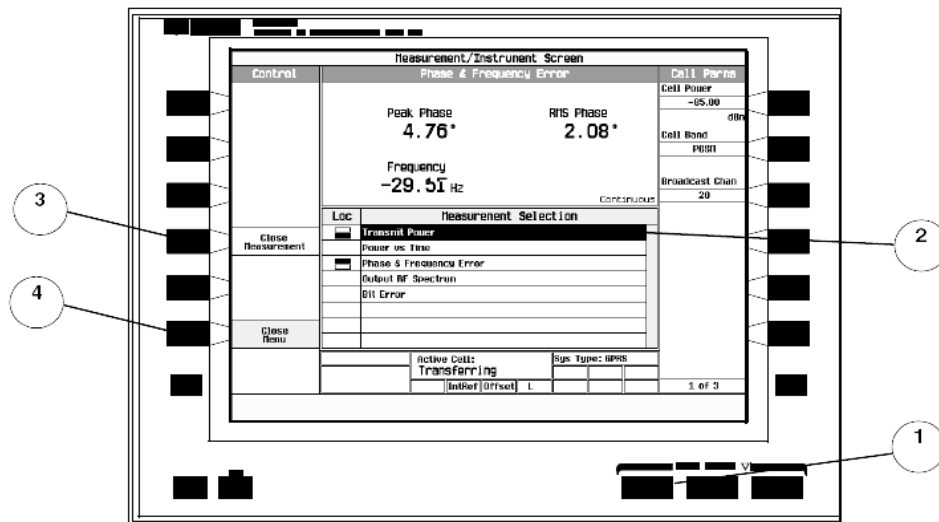 Measurement/Instrument Screen
Control
Phase & Frequency Error
Call Parms
Cell Power
-85.00
dBm
Cell Band
PGSM
Broadcast Chan
20
Peak Phase
4.76°
RMS Phase
2.08°
Frequency
-29.51 Hz
Continuous
Loc
Measurement Selection
Transmit Power
Power vs Time
Phase & Frequency Error
Output RF Spectrum
Bit Error
Close
Measurement
Close
Menu
Active Cell:
Transferring
Sys Type: GPRS
IntRef
Offset
L
1 of 3
3
4
2
1